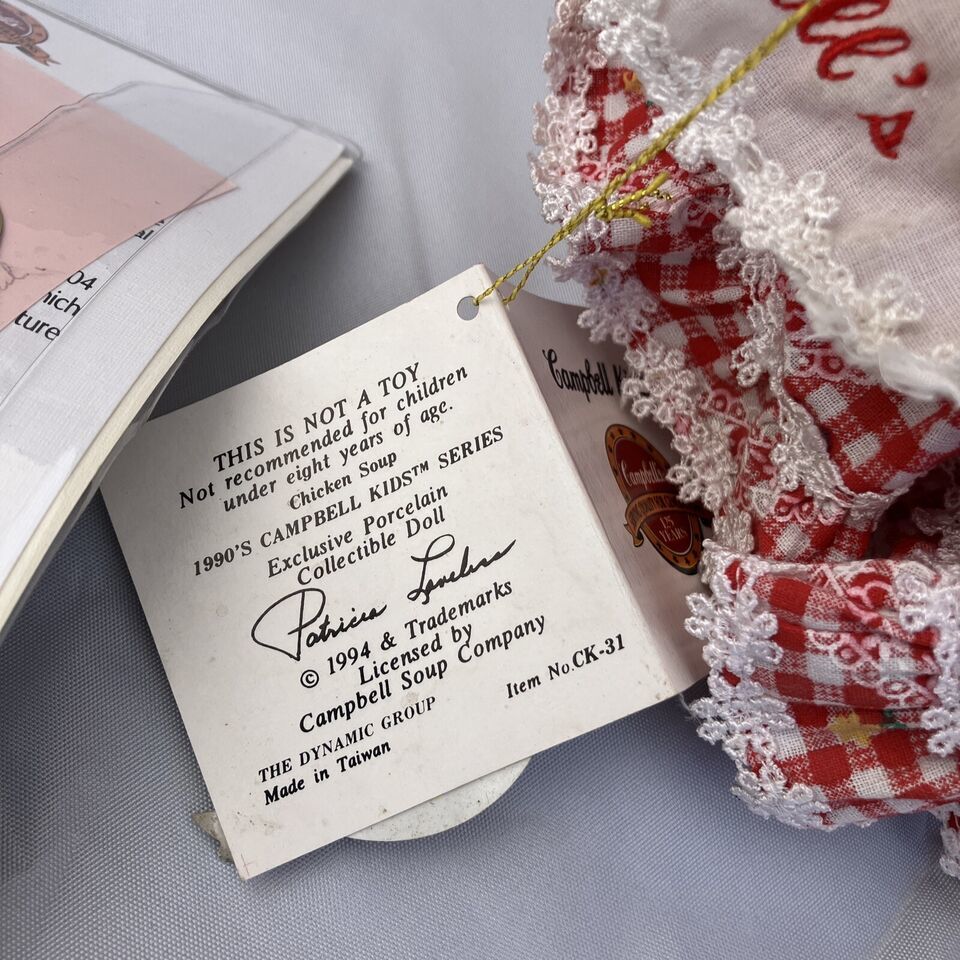 THIS IS NOT A TOY
Not recommended for children
under eight years of age.
Chicken Soup
1990'S CAMPBELL KIDS™ SERIES
Exclusive Porcelain
Collectible Doll
Patricia Loveless
© 1994 & Trademarks
Licensed by
Campbell Soup Company
THE DYNAMIC GROUP
Item No.CK-31
Made in Taiwan
Campbell
Campbell's
125
YEARS
ll's
04
ich
ture